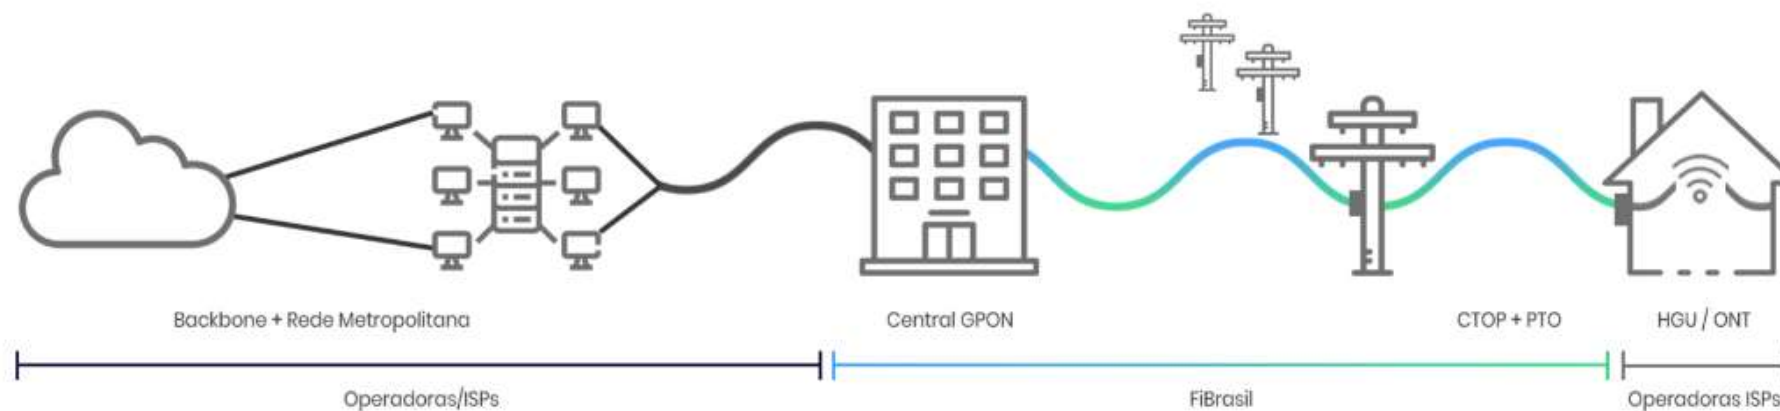 Backbone + Rede Metropolitana
Central GPON
CTOP + PTO
HGU / ONT
Operadoras/ISPs
FiBrasil
Operadoras ISPs